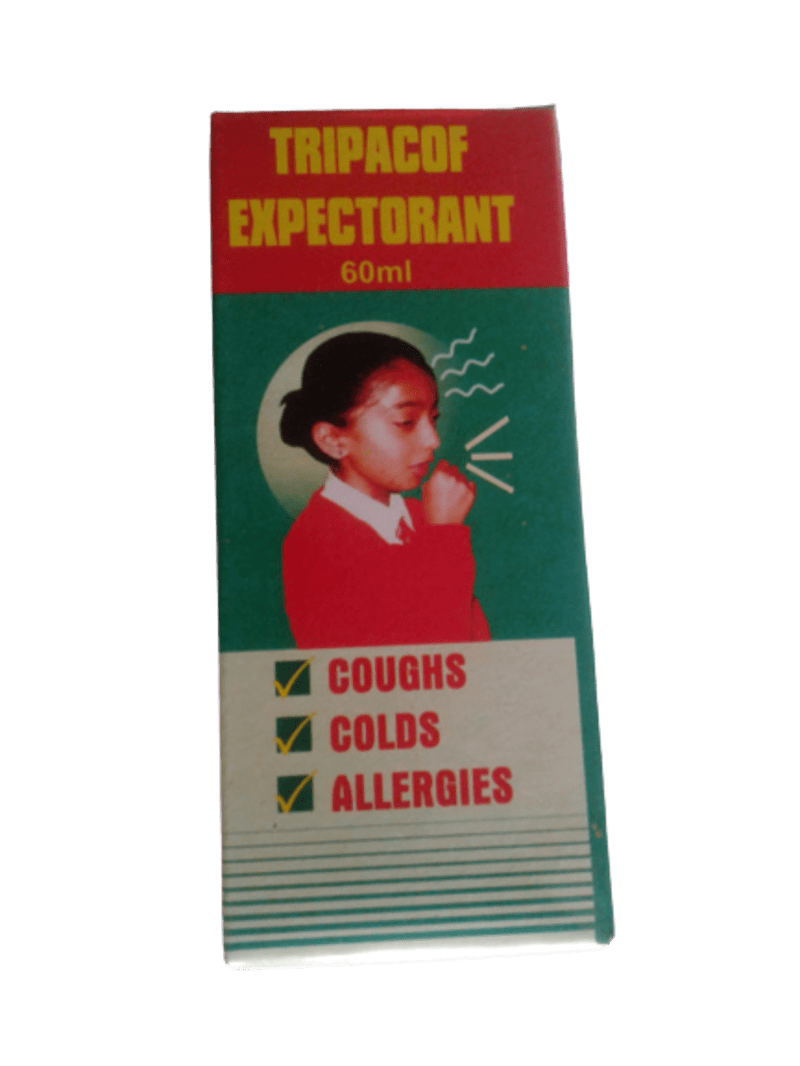 TRIPACOF
EXPECTORANT
60ml
COUGHS
COLDS
ALLERGIES